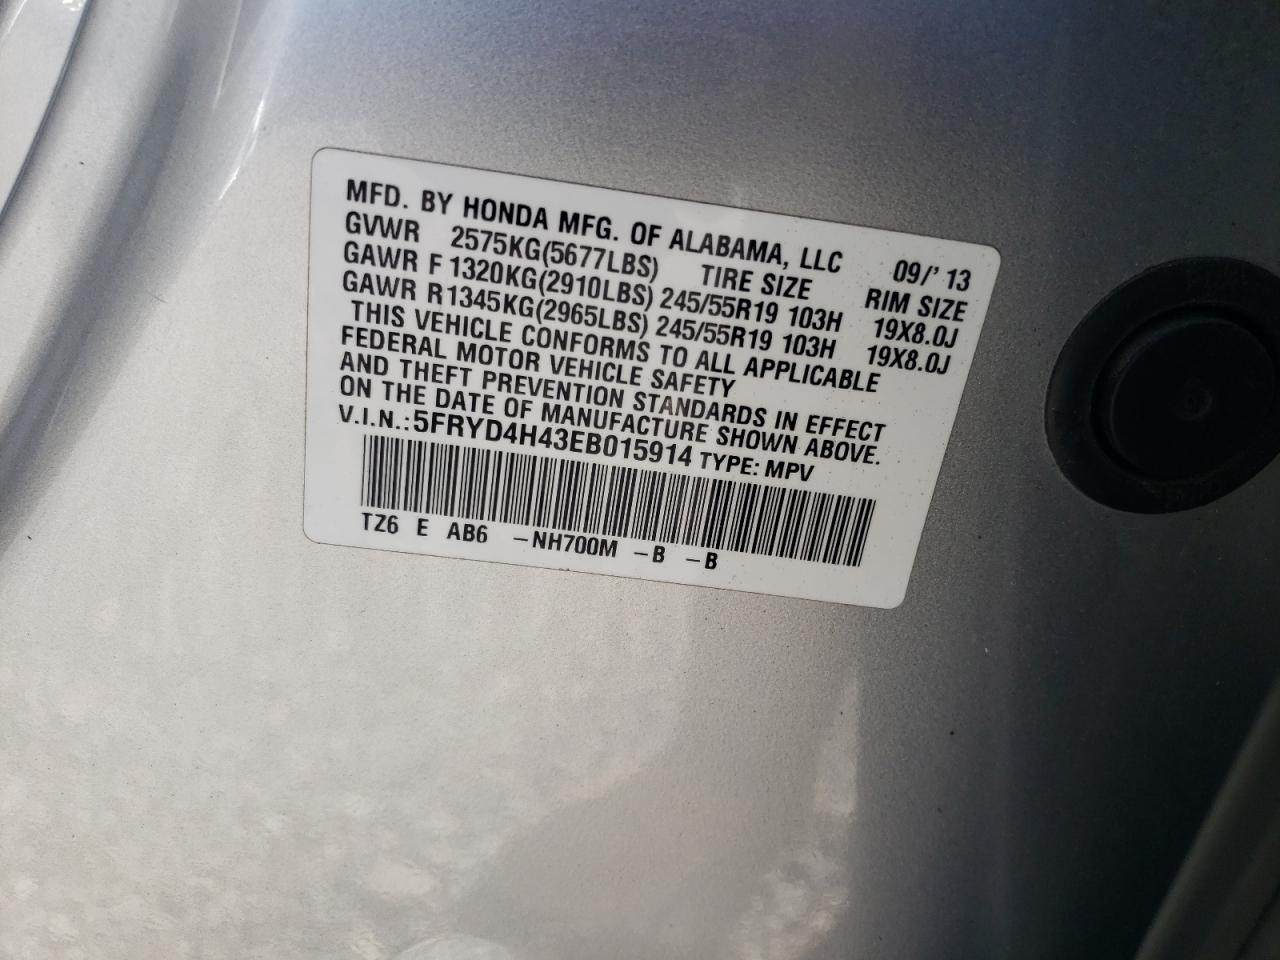 MFD. BY HONDA MFG. OF ALABAMA, LLC 09/'13
GVWR 2575KG(5677LBS) TIRE SIZE RIM SIZE
GAWR F 1320KG(2910LBS) 245/55R19 103H 19X8.0J
GAWR R 1345KG(2965LBS) 245/55R19 103H 19X8.0J
THIS VEHICLE CONFORMS TO ALL APPLICABLE
FEDERAL MOTOR VEHICLE SAFETY
AND THEFT PREVENTION STANDARDS IN EFFECT
ON THE DATE OF MANUFACTURE SHOWN ABOVE.
V.I.N.: 5FRYD4H43EB015914 TYPE: MPV
TZ6 E AB6 -NH700M -B -B